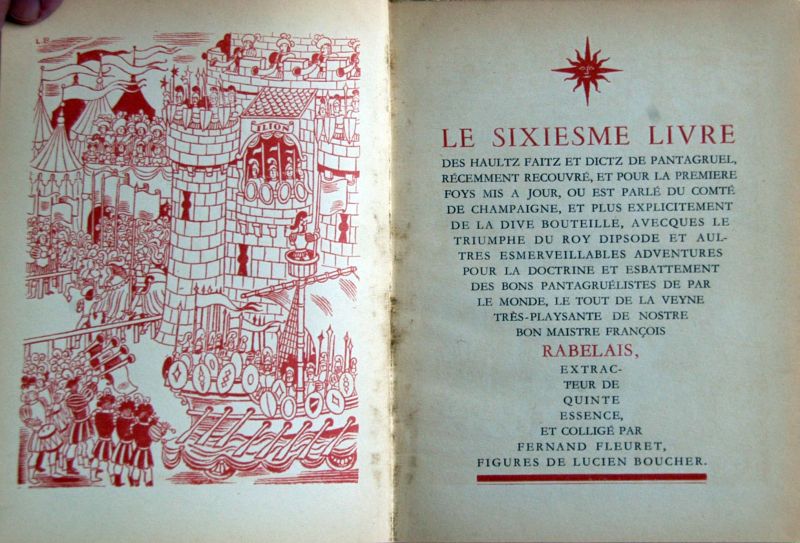 L B
ILION
LE SIXIESME LIVRE
DES HAULTZ FAITZ ET DICTZ DE PANTAGRUEL,
RÉCEMMENT RECOUVRÉ, ET POUR LA PREMIERE
FOYS MIS A JOUR, OU EST PARLÉ DU COMTÉ
DE CHAMPAIGNE, ET PLUS EXPLICITEMENT
DE LA DIVE BOUTEILLE, AVECQUES LE
TRIUMPHE DU ROY DIPSODE ET AUL-
TRES ESMERVEILLABLES ADVENTURES
POUR LA DOCTRINE ET ESBATTEMENT
DES BONS PANTAGRUÉLISTES DE PAR
LE MONDE, LE TOUT DE LA VEYNE
TRÈS-PLAYSANTE DE NOSTRE
BON MAISTRE FRANÇOIS
RABELAIS,
EXTRAC-
TEUR DE
QUINTE
ESSENCE,
ET COLLIGÉ PAR
FERNAND FLEURET,
FIGURES DE LUCIEN BOUCHER.